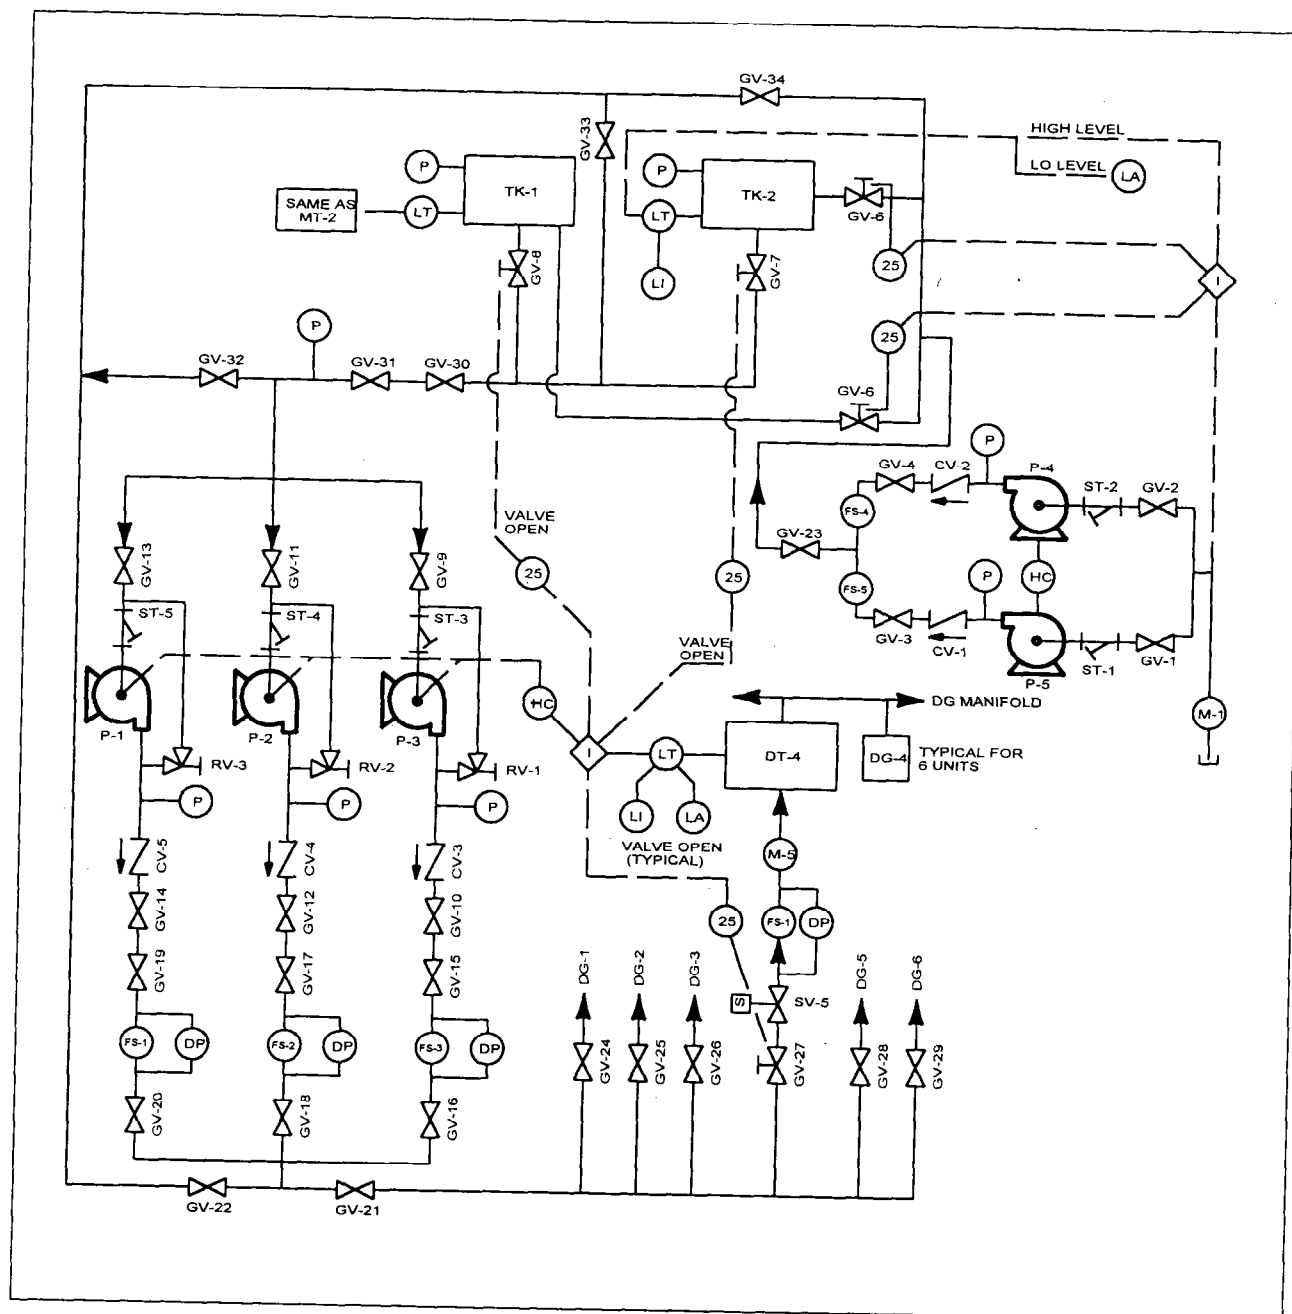 GV-34
GV-33
HIGH LEVEL
LO LEVEL
LA
P
TK-1
P
TK-2
SAME AS
MT-2
LT
LT
GV-6
GV-8
LI
GV-7
25
I
P
25
GV-32
GV-31
GV-30
GV-6
P
GV-4
CV-2
P-4
ST-2
GV-2
FS-4
VALVE
OPEN
GV-23
GV-13
GV-11
GV-9
25
25
FS-5
P
HC
ST-5
ST-4
ST-3
GV-3
CV-1
P-5
ST-1
GV-1
VALVE
OPEN
HC
DG MANIFOLD
M-1
P-1
P-2
P-3
I
LT
DT-4
DG-4
TYPICAL FOR
6 UNITS
RV-3
RV-2
RV-1
P
P
P
LI
LA
VALVE OPEN
(TYPICAL)
M-5
CV-5
CV-4
CV-3
GV-14
GV-12
GV-10
25
FS-1
DP
GV-19
GV-17
GV-15
DG-1
DG-2
DG-3
DG-5
DG-6
S
SV-5
FS-1
DP
FS-2
DP
FS-3
DP
GV-24
GV-25
GV-26
GV-27
GV-28
GV-29
GV-20
GV-18
GV-16
GV-22
GV-21